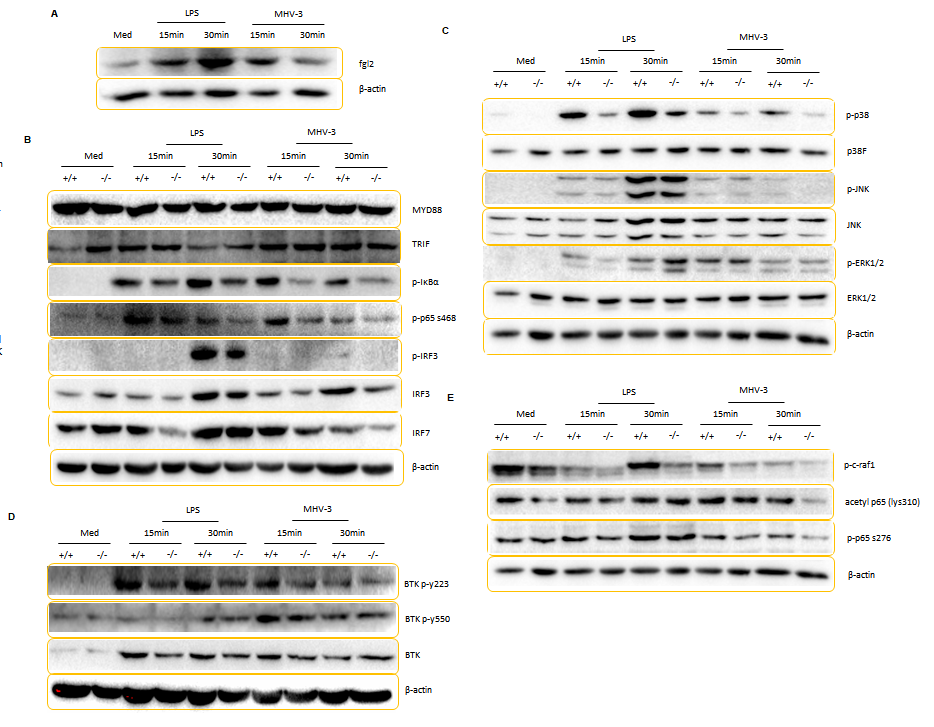 A
LPS MHV-3
Med 15min 30min 15min 30min
fgl2
β-actin
B
LPS MHV-3
Med 15min 30min 15min 30min
+/+ -/- +/+ -/- +/+ -/- +/+ -/- +/+ -/-
MYD88
TRIF
p-IκBα
p-p65 s468
p-IRF3
IRF3
IRF7
β-actin
D
LPS MHV-3
Med 15min 30min 15min 30min
+/+ -/- +/+ -/- +/+ -/- +/+ -/- +/+ -/-
BTK p-y223
BTK p-y550
BTK
β-actin
C
LPS MHV-3
Med 15min 30min 15min 30min
+/+ -/- +/+ -/- +/+ -/- +/+ -/- +/+ -/-
p-p38
p38F
p-JNK
JNK
p-ERK1/2
ERK1/2
β-actin
E
LPS MHV-3
Med 15min 30min 15min 30min
+/+ -/- +/+ -/- +/+ -/- +/+ -/- +/+ -/-
p-c-raf1
acetyl p65 (lys310)
p-p65 s276
β-actin